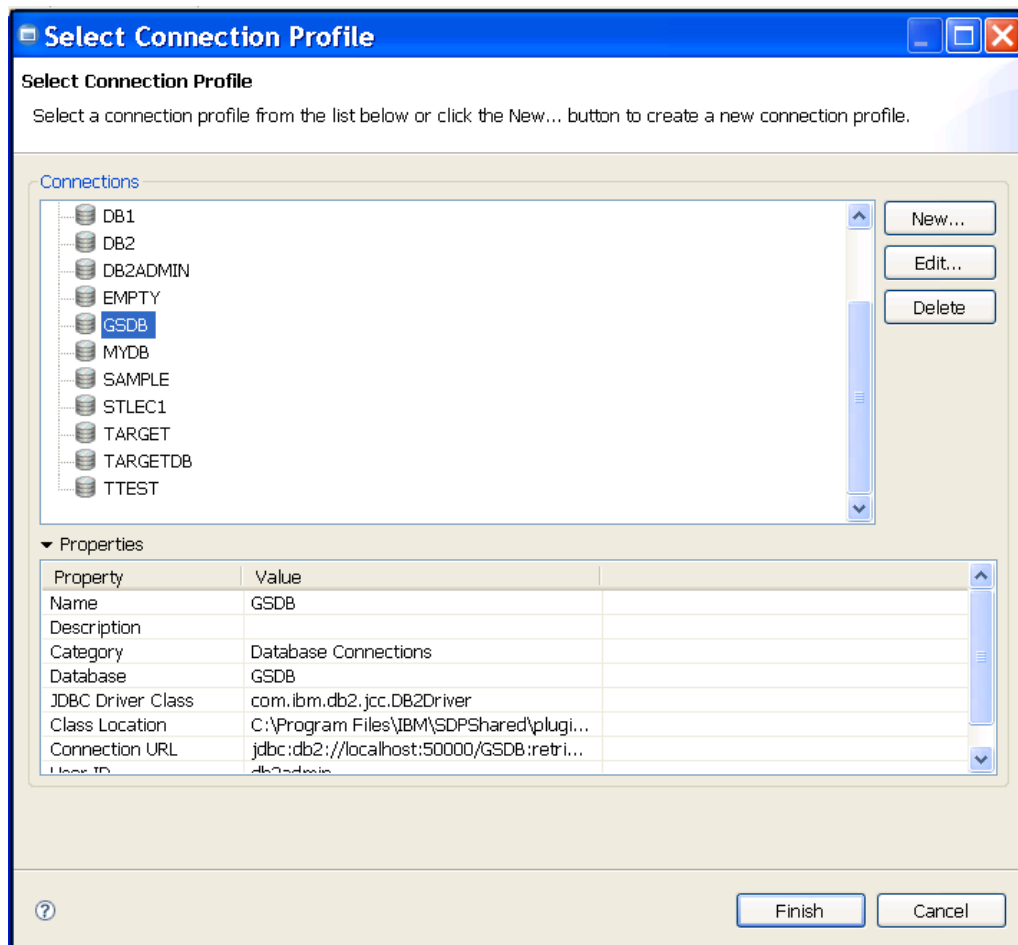 Select Connection Profile
Select Connection Profile
Select a connection profile from the list below or click the New... button to create a new connection profile.
Connections
DB1
New...
DB2
Edit...
DB2ADMIN
EMPTY
Delete
GSDB
MYDB
SAMPLE
STLEC1
TARGET
TARGETDB
TTEST
Properties
Property Value
Name GSDB
Description
Category Database Connections
Database GSDB
JDBC Driver Class com.ibm.db2.jcc.DB2Driver
Class Location C:\Program Files\IBM\SDPShared\plugi...
Connection URL jdbc:db2://localhost:50000/GSDB:retri...
User ID db2admin
? Finish Cancel